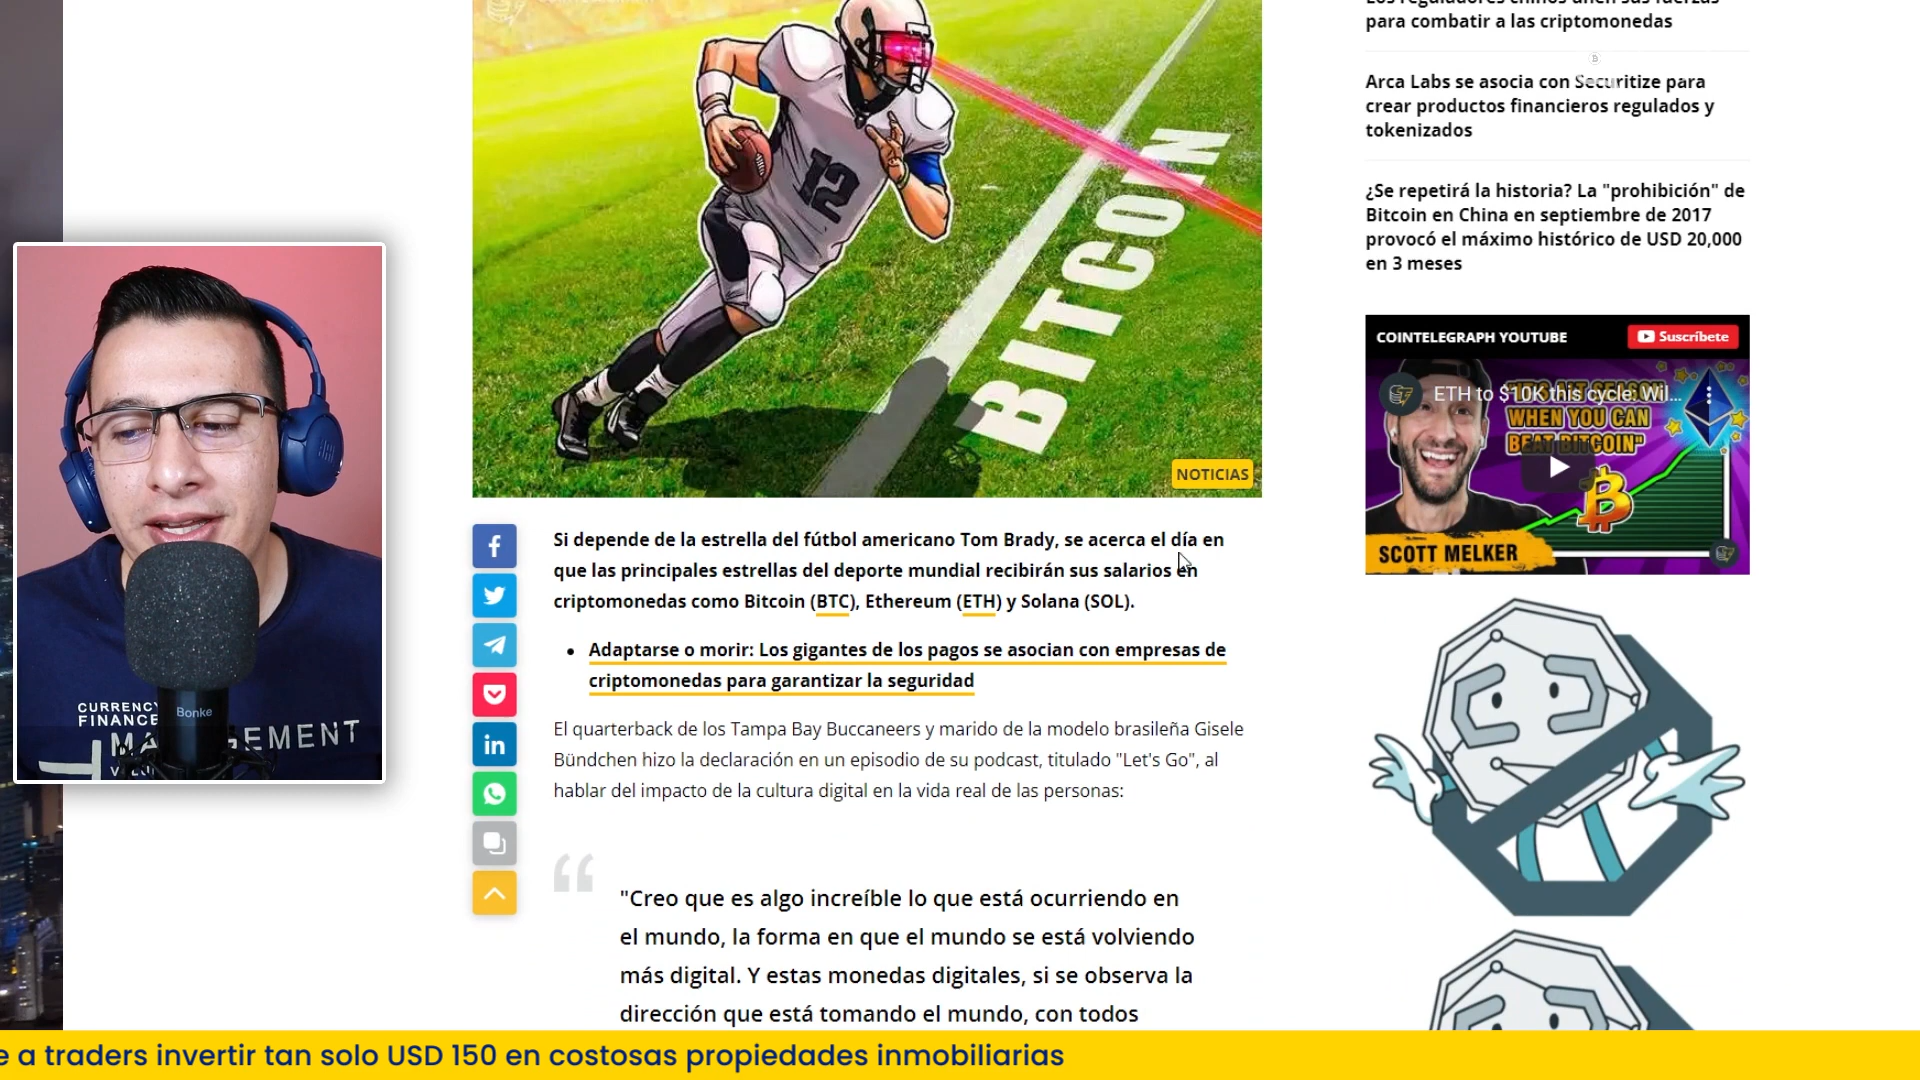 12
BITCOIN
NOTICIAS
Si depende de la estrella del fútbol americano Tom Brady, se acerca el día en
que las principales estrellas del deporte mundial recibirán sus salarios en
criptomonedas como Bitcoin (BTC), Ethereum (ETH) y Solana (SOL).
Adaptarse o morir: Los gigantes de los pagos se asocian con empresas de
criptomonedas para garantizar la seguridad
El quarterback de los Tampa Bay Buccaneers y marido de la modelo brasileña Gisele
Bündchen hizo la declaración en un episodio de su podcast, titulado "Let's Go", al
hablar del impacto de la cultura digital en la vida real de las personas:
"Creo que es algo increíble lo que está ocurriendo en
el mundo, la forma en que el mundo se está volviendo
más digital. Y estas monedas digitales, si se observa la
dirección que está tomando el mundo, con todos
Los reguladores chinos unen sus fuerzas
para combatir a las criptomonedas
Arca Labs se asocia con Securitize para
crear productos financieros regulados y
tokenizados
¿Se repetirá la historia? La "prohibición" de
Bitcoin en China en septiembre de 2017
provocó el máximo histórico de USD 20,000
en 3 meses
COINTELEGRAPH YOUTUBE
Suscríbete
ETH to $10K this cycle: Wil...
WHEN YOU CAN
BEAT BITCOIN"
SCOTT MELKER
CURRENCY
FINANCE
Bonke
EMENT
e a traders invertir tan solo USD 150 en costosas propiedades inmobiliarias